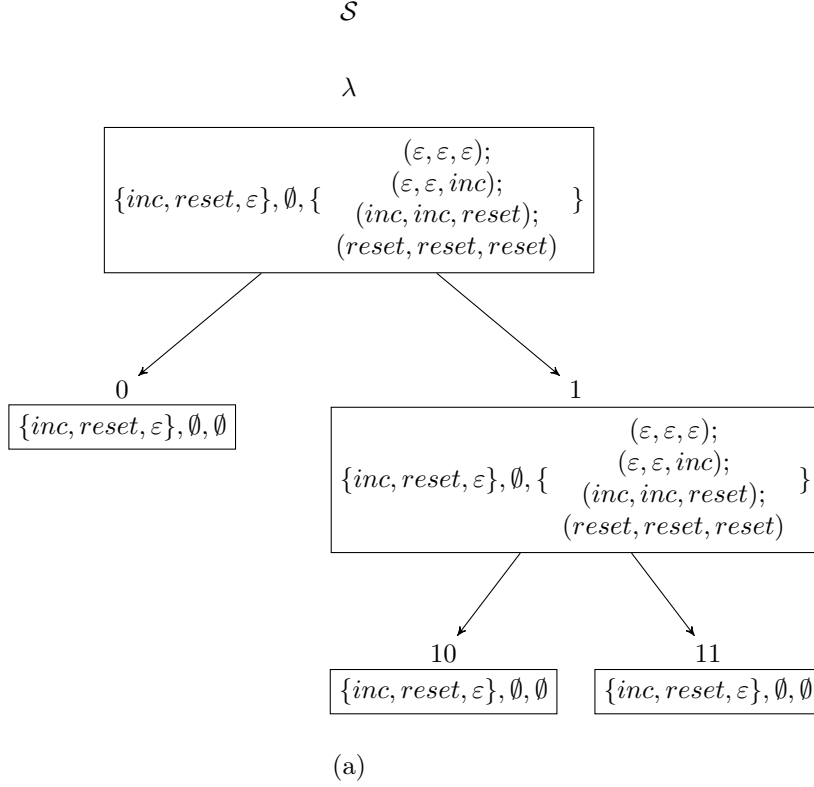 𝒮
λ
(ε, ε, ε);
(ε, ε, inc);
{inc, reset, ε}, ∅, { }
(inc, inc, reset);
(reset, reset, reset)
0
1
{inc, reset, ε}, ∅, ∅
(ε, ε, ε);
(ε, ε, inc);
{inc, reset, ε}, ∅, { }
(inc, inc, reset);
(reset, reset, reset)
10
11
{inc, reset, ε}, ∅, ∅
{inc, reset, ε}, ∅, ∅
(a)